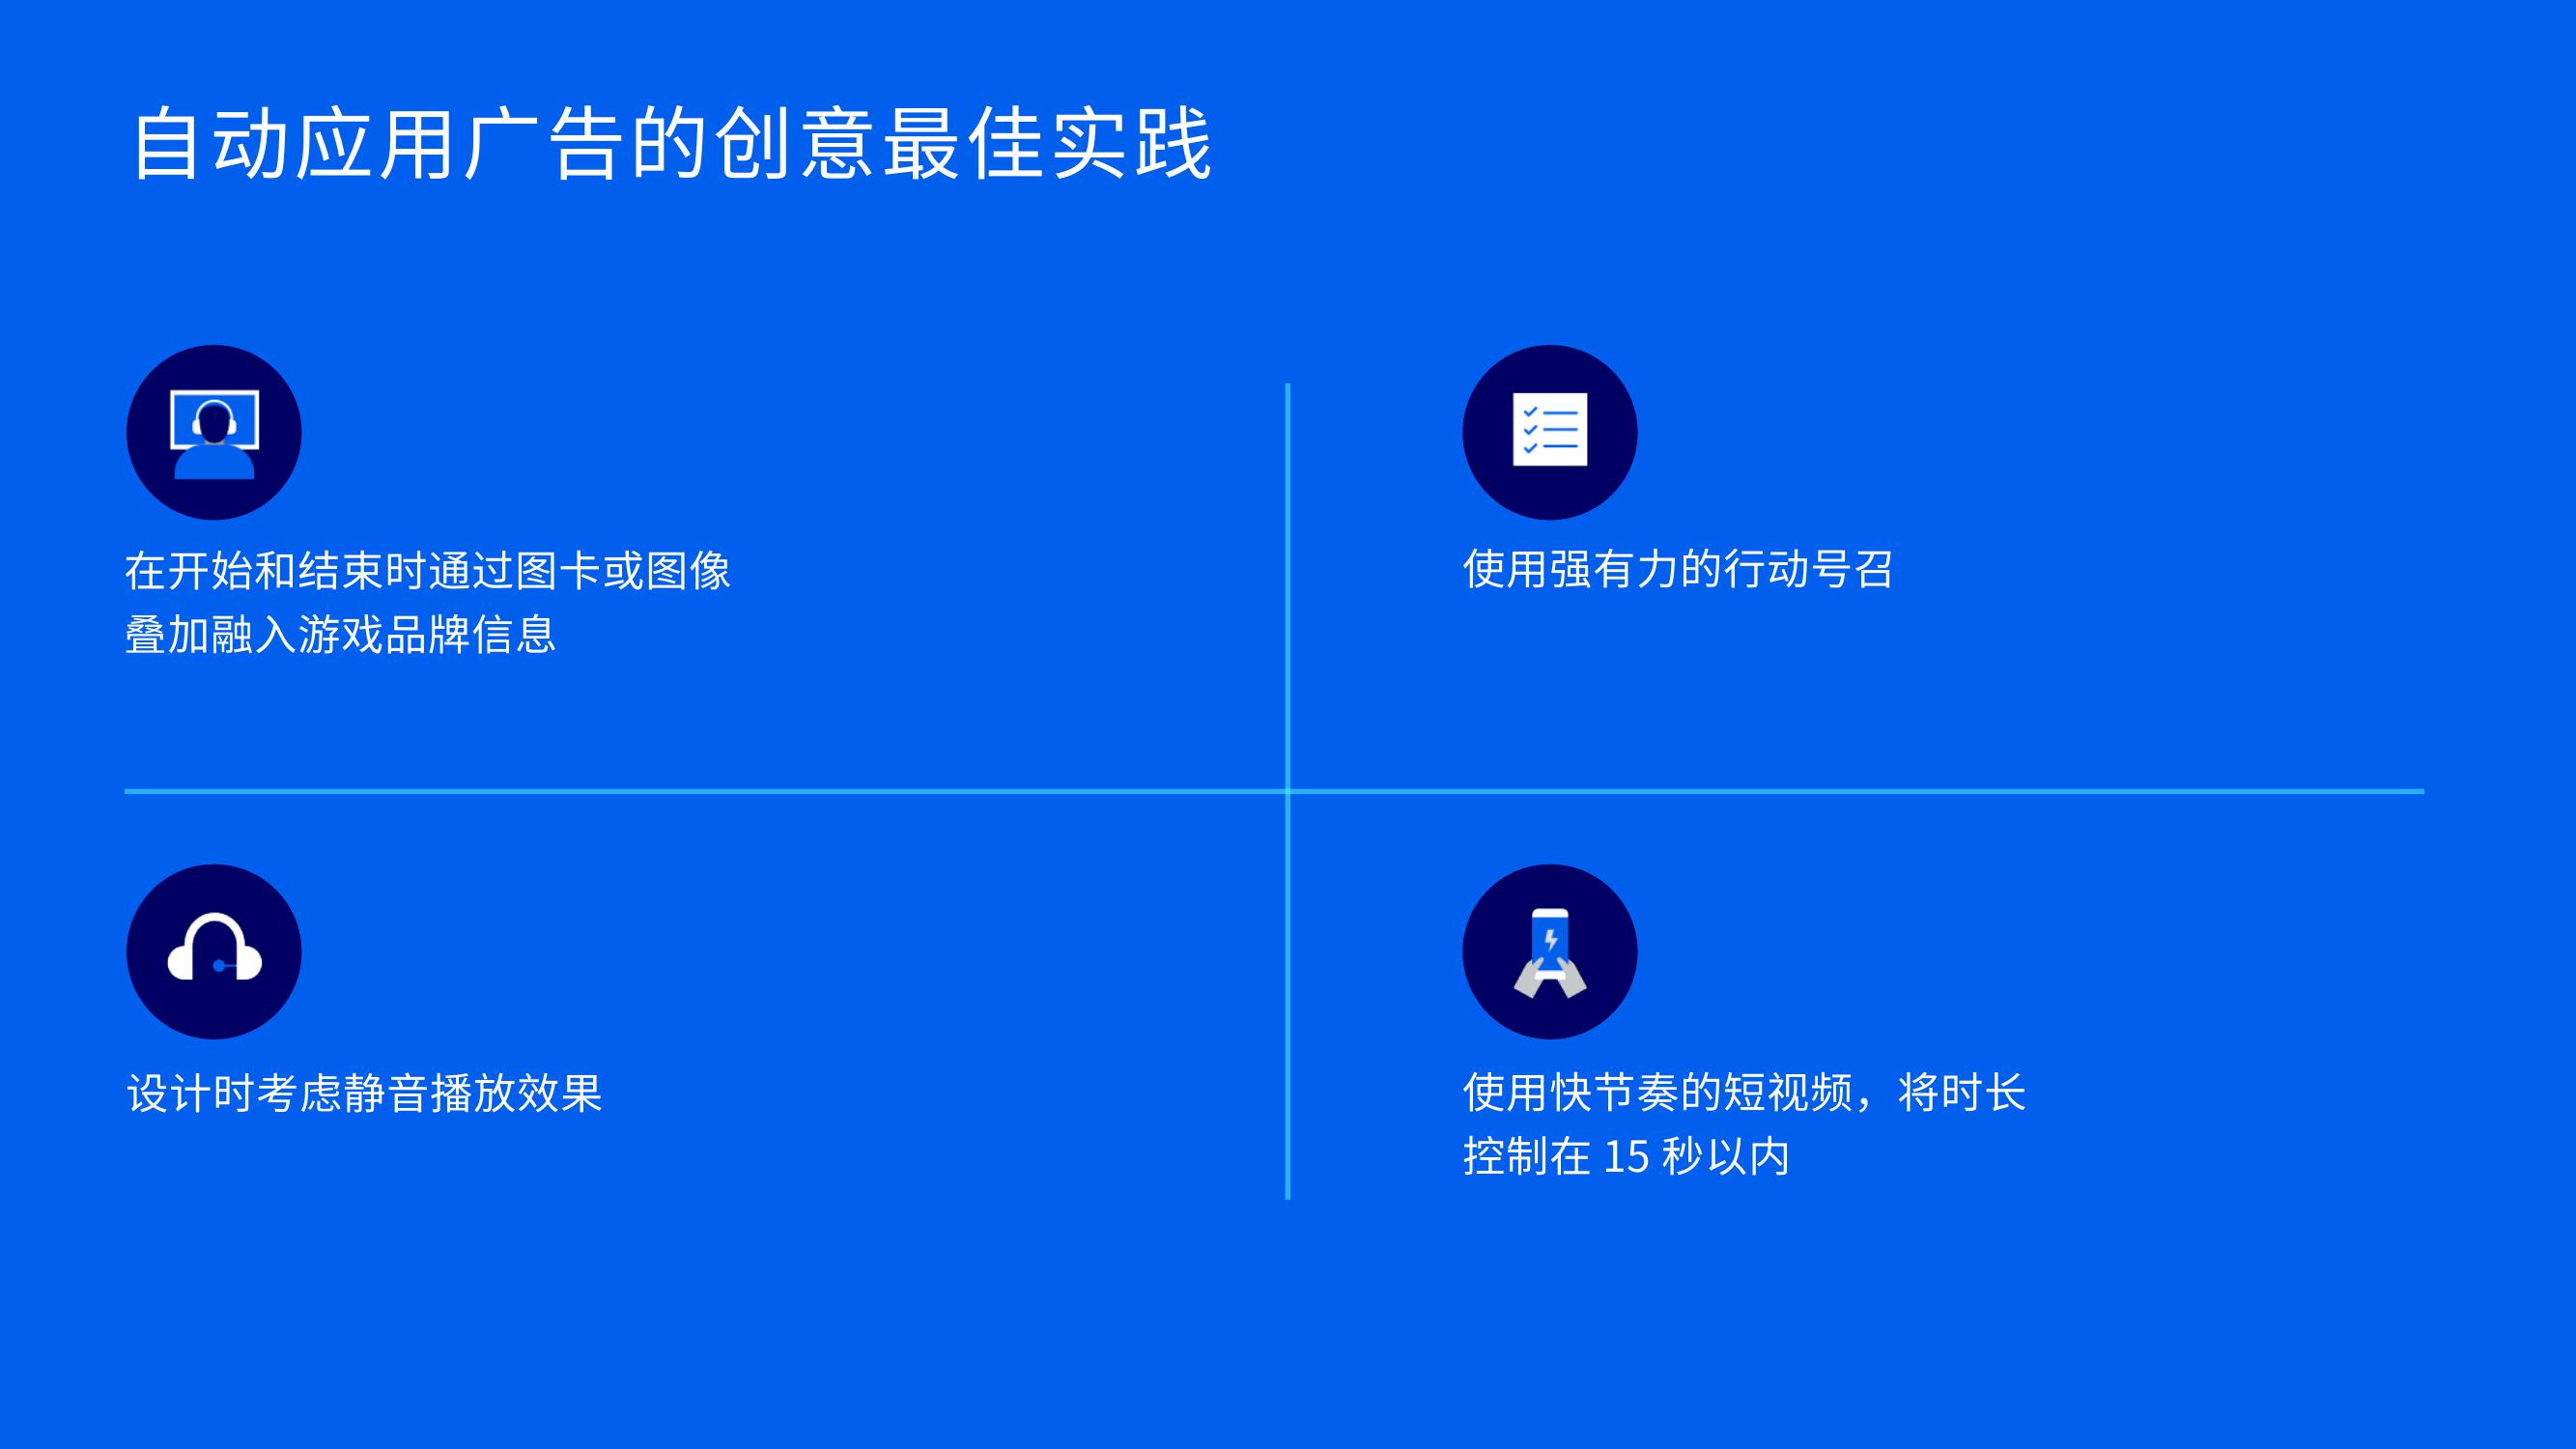 自动应用广告的创意最佳实践
在开始和结束时通过图卡或图像
叠加融入游戏品牌信息
使用强有力的行动号召
设计时考虑静音播放效果
使用快节奏的短视频，将时长
控制在 15 秒以内